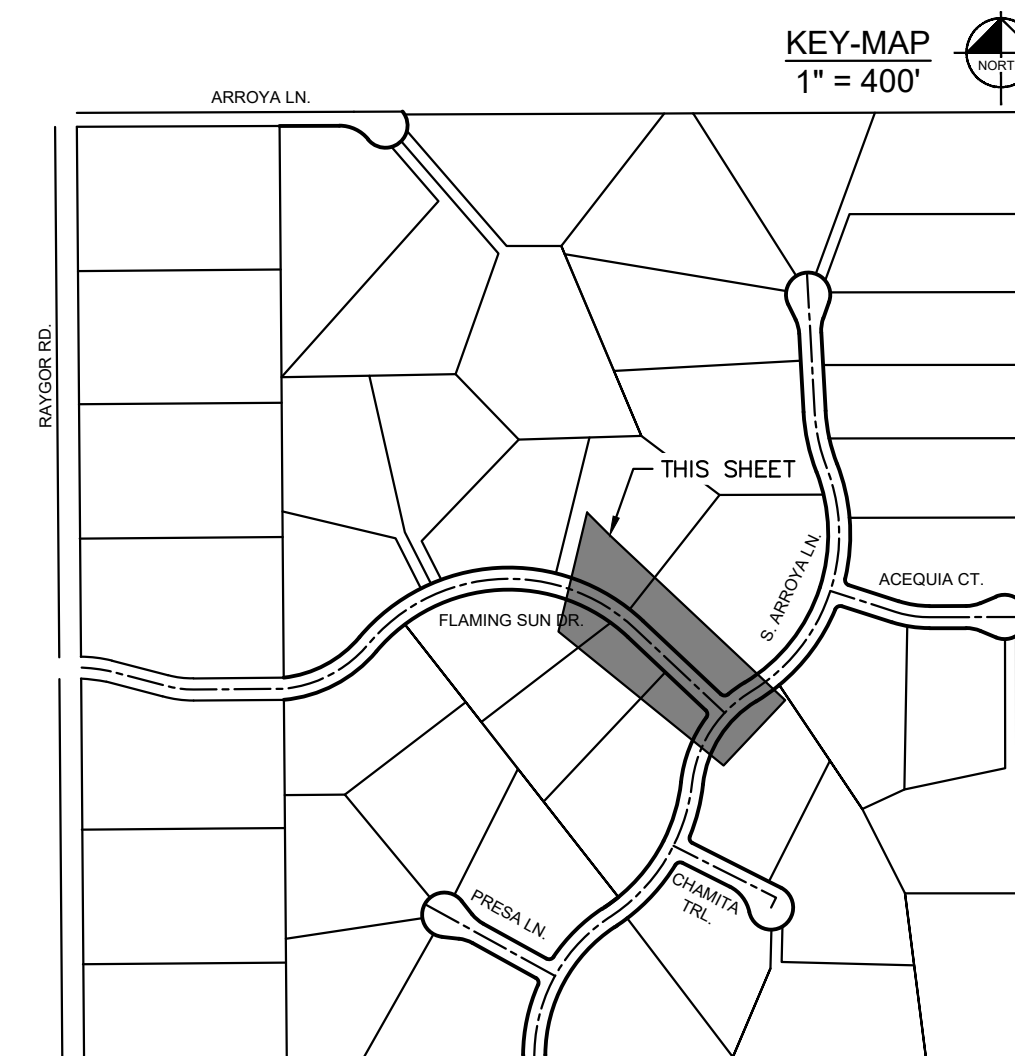 KEY-MAP
1" = 400'
NORT
ARROYA LN.
RAYGOR RD.
THIS SHEET
S. ARROYA LN.
ACEQUIA CT.
FLAMING SUN DR.
CHAMITA
TRL.
PRESA LN.